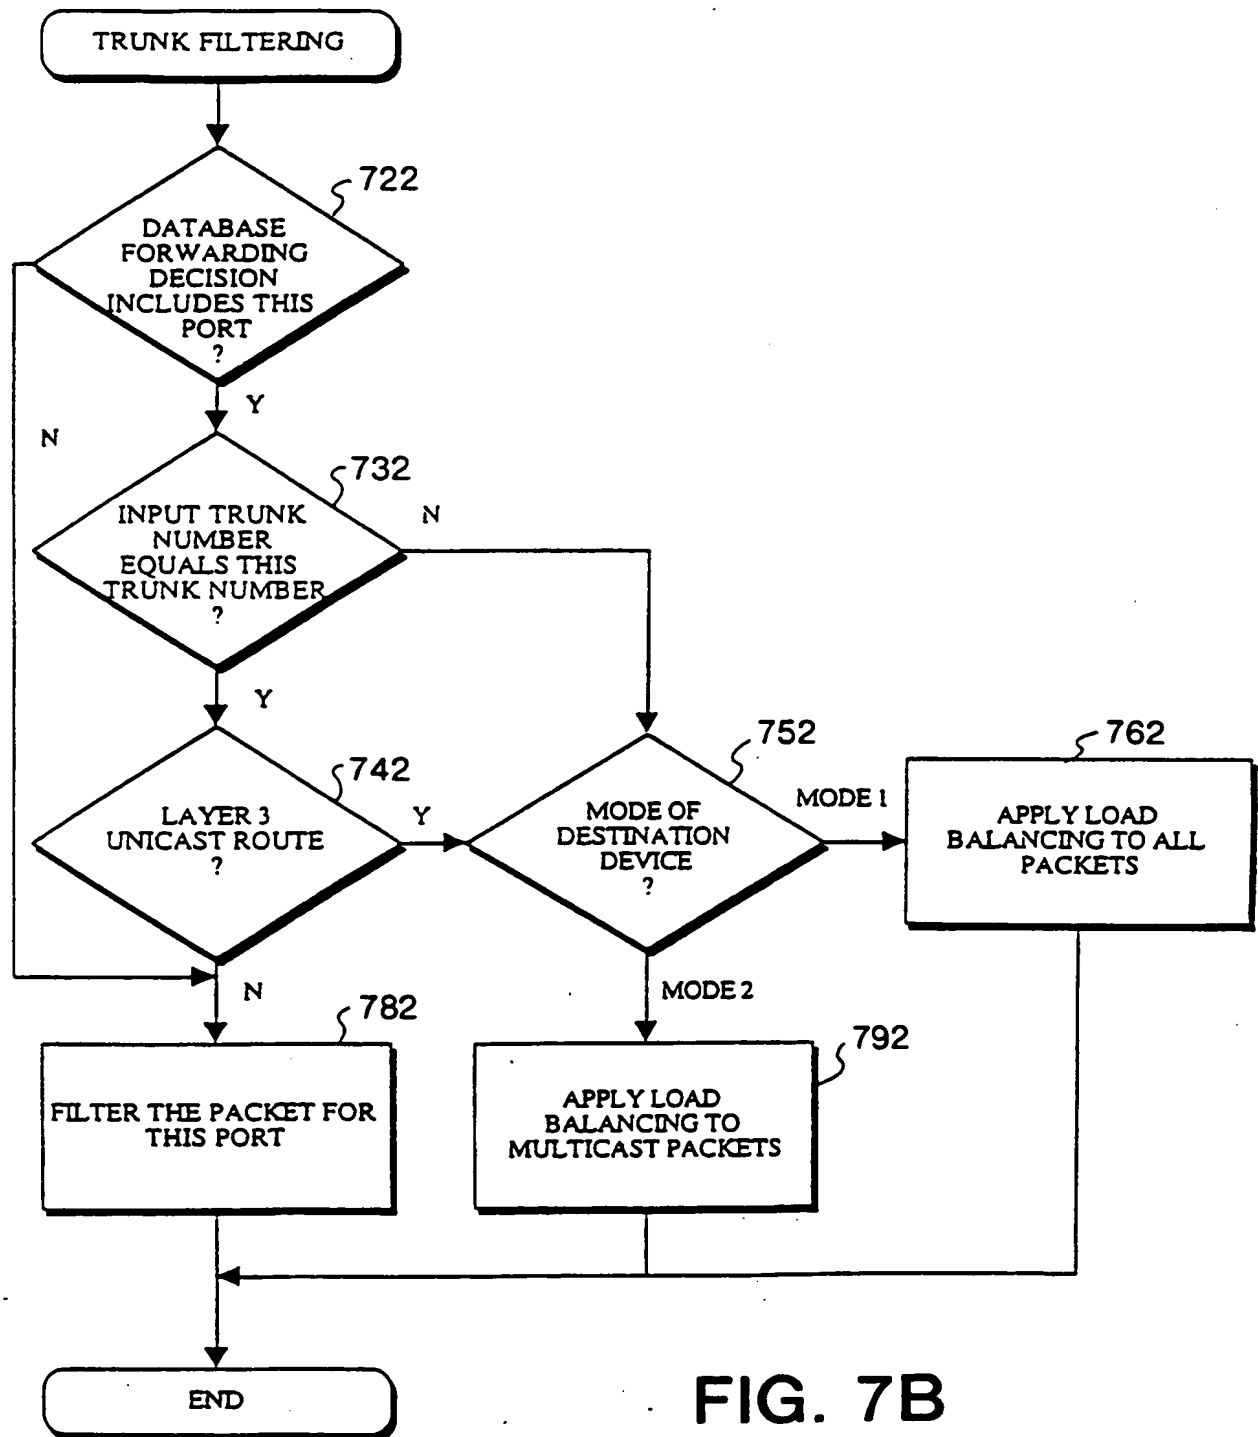 TRUNK FILTERING
722
DATABASE
FORWARDING
DECISION
INCLUDES THIS
PORT
?
Y
N
732
INPUT TRUNK
NUMBER
EQUALS THIS
TRUNK NUMBER
?
N
Y
742
LAYER 3
UNICAST ROUTE
?
Y
N
752
MODE OF
DESTINATION
DEVICE
?
MODE 1
MODE 2
762
APPLY LOAD
BALANCING TO ALL
PACKETS
782
FILTER THE PACKET FOR
THIS PORT
792
APPLY LOAD
BALANCING TO
MULTICAST PACKETS
END
FIG. 7B